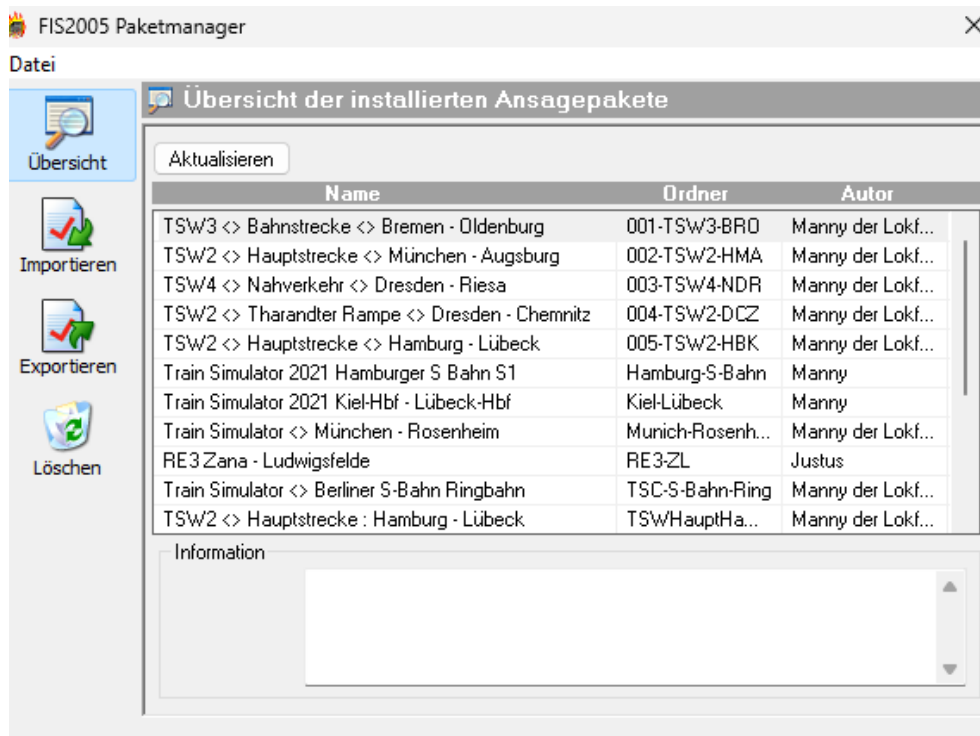 FIS2005 Paketmanager
Datei
Übersicht
Importieren
Exportieren
Löschen
Übersicht der installierten Ansagepakete
Aktualisieren
Name Ordner Autor
TSW3 <> Bahnstrecke <> Bremen - Oldenburg 001-TSW3-BRO Manny der Lokf...
TSW2 <> Hauptstrecke <> München - Augsburg 002-TSW2-HMA Manny der Lokf...
TSW4 <> Nahverkehr <> Dresden - Riesa 003-TSW4-NDR Manny der Lokf...
TSW2 <> Tharandter Rampe <> Dresden - Chemnitz 004-TSW2-DCZ Manny der Lokf...
TSW2 <> Hauptstrecke <> Hamburg - Lübeck 005-TSW2-HBK Manny der Lokf...
Train Simulator 2021 Hamburger S Bahn S1 Hamburg-S-Bahn Manny
Train Simulator 2021 Kiel-Hbf - Lübeck-Hbf Kiel-Lübeck Manny
Train Simulator <> München - Rosenheim Munich-Rosenh... Manny der Lokf...
RE3 Zana - Ludwigsfelde RE3-ZL Justus
Train Simulator <> Berliner S-Bahn Ringbahn TSC-S-Bahn-Ring Manny der Lokf...
TSW2 <> Hauptstrecke : Hamburg - Lübeck TSWHauptHa... Manny der Lokf...
Information